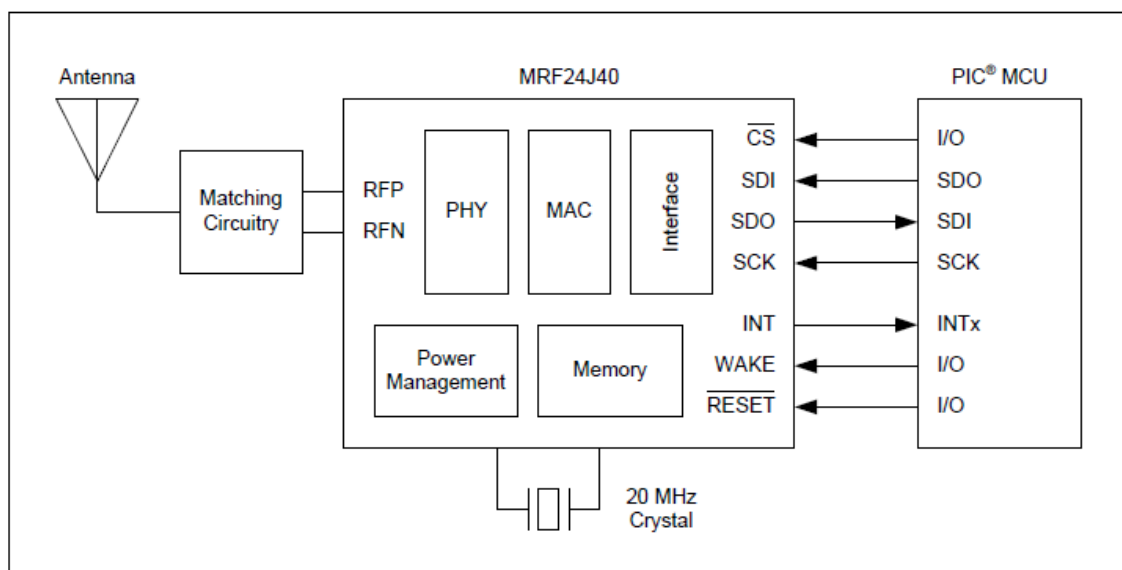 Antenna
MRF24J40
PIC® MCU
Matching
Circuitry
RFP
RFN
PHY
MAC
Interface
CS
SDI
SDO
SCK
INT
WAKE
RESET
I/O
SDO
SDI
SCK
INTx
I/O
I/O
Power
Management
Memory
20 MHz
Crystal